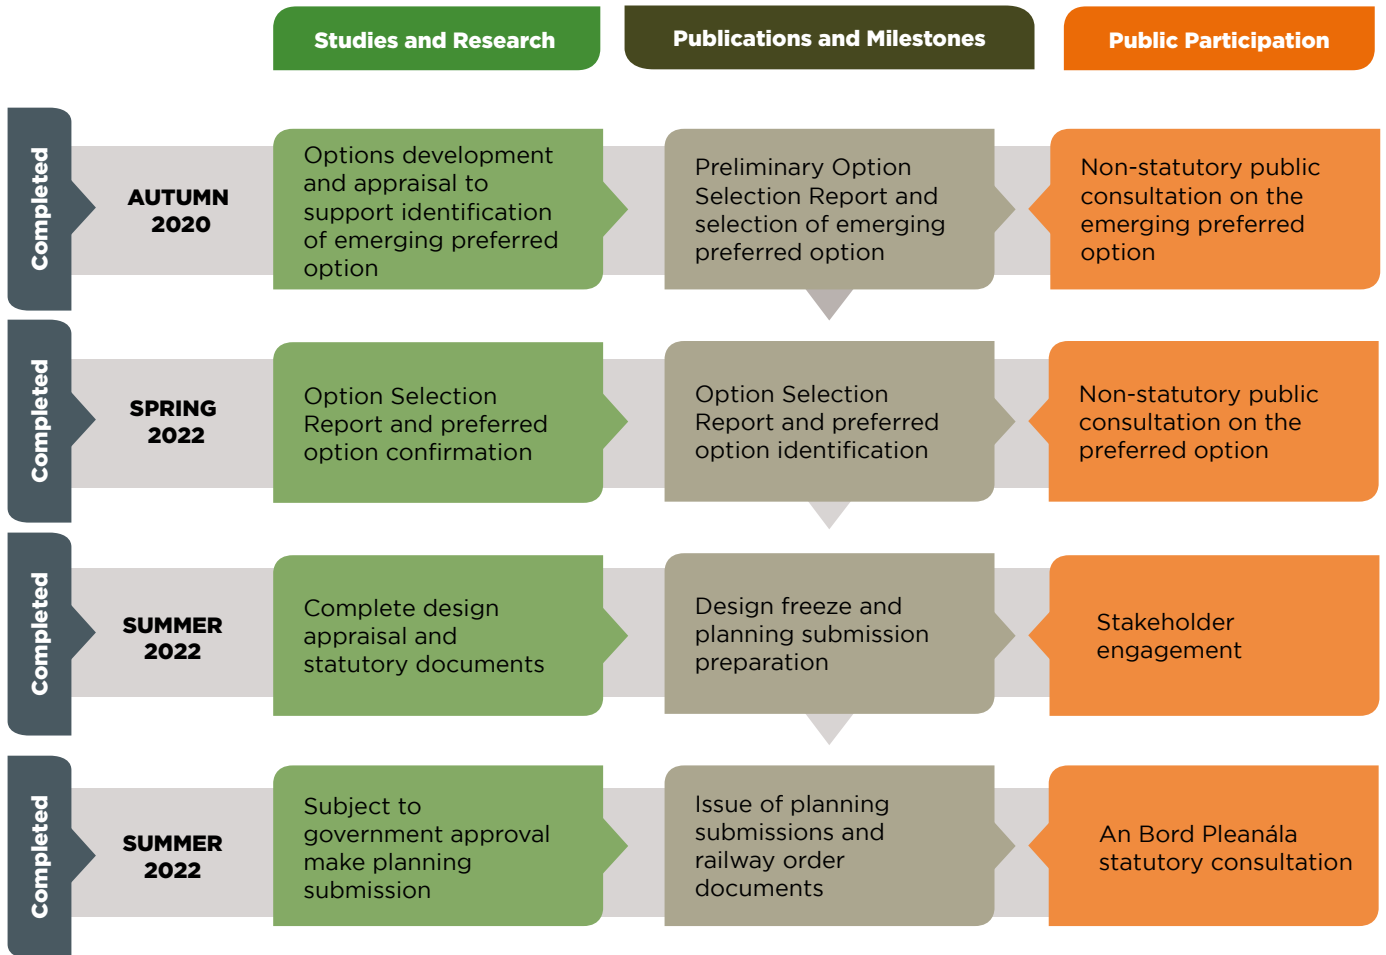 Studies and Research
Publications and Milestones
Public Participation
Completed
AUTUMN
2020
Options development
and appraisal to
support identification
of emerging preferred
option
Preliminary Option
Selection Report and
selection of emerging
preferred option
Non-statutory public
consultation on the
emerging preferred
option
Completed
SPRING
2022
Option Selection
Report and preferred
option confirmation
Option Selection
Report and preferred
option identification
Non-statutory public
consultation on the
preferred option
Completed
SUMMER
2022
Complete design
appraisal and
statutory documents
Design freeze and
planning submission
preparation
Stakeholder
engagement
Completed
SUMMER
2022
Subject to
government approval
make planning
submission
Issue of planning
submissions and
railway order
documents
An Bord Pleanála
statutory consultation